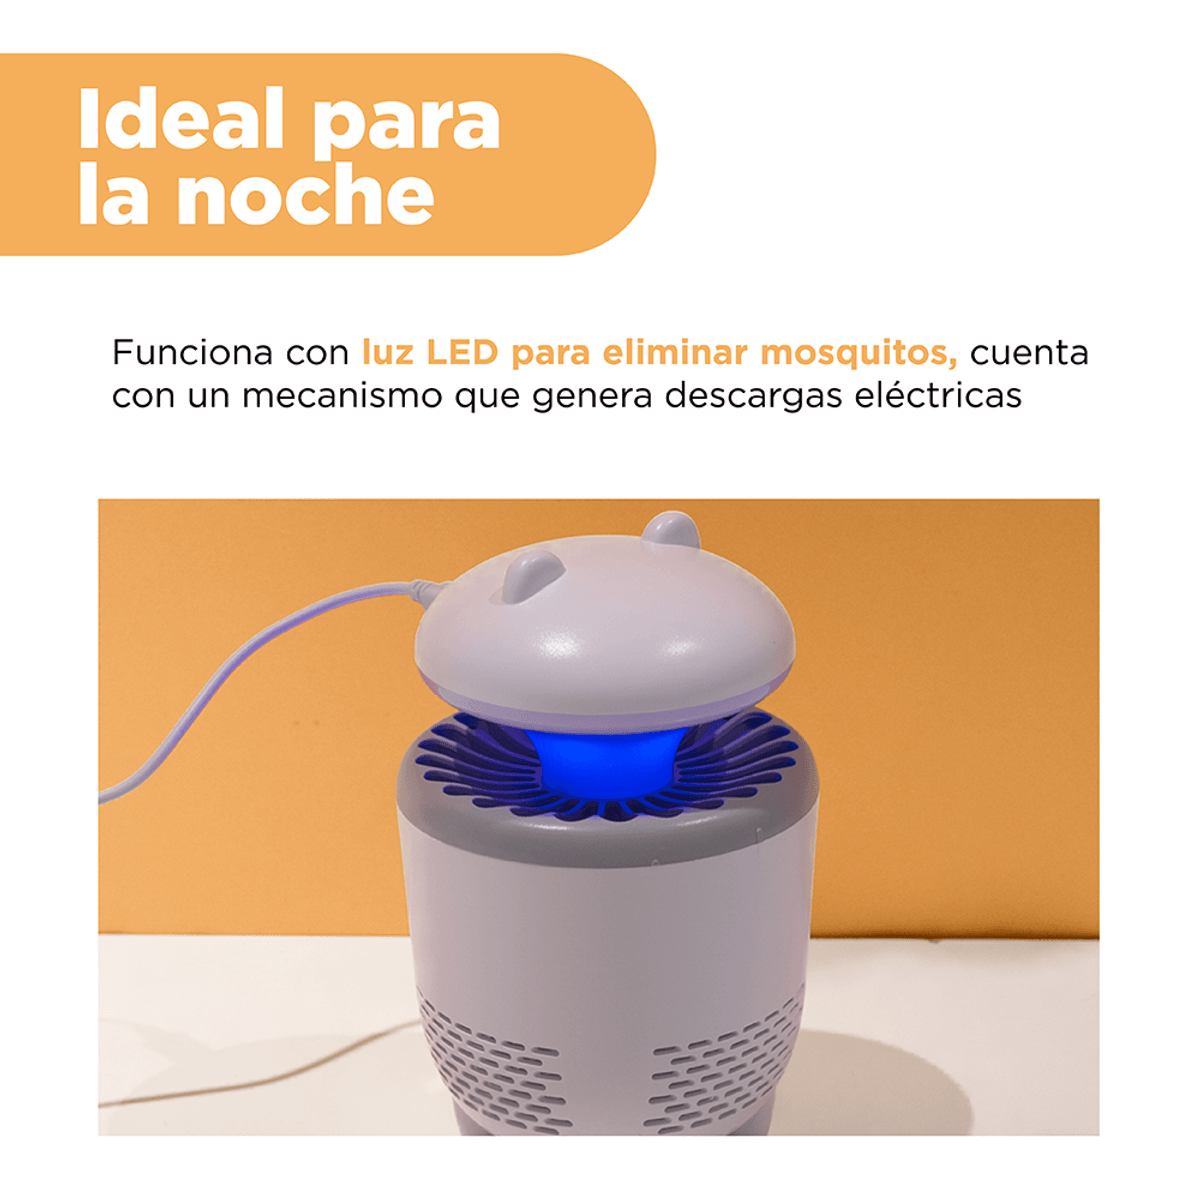 Ideal para
la noche
Funciona con luz LED para eliminar mosquitos, cuenta
con un mecanismo que genera descargas eléctricas